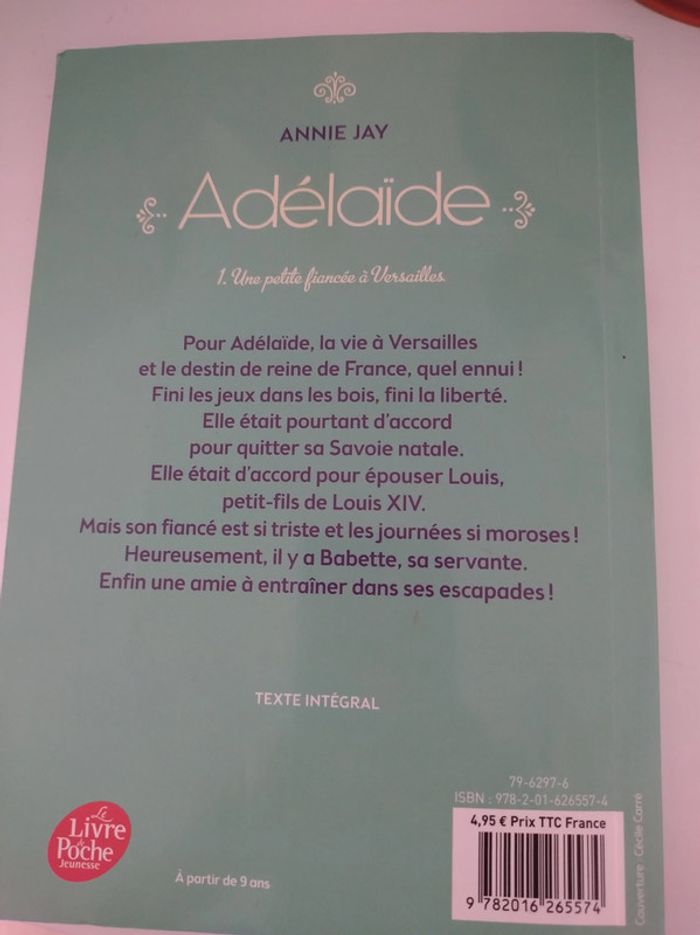 ANNIE JAY
Adélaïde
1. Une petite fiancée à Versailles
Pour Adélaïde, la vie à Versailles
et le destin de reine de France, quel ennui !
Fini les jeux dans les bois, fini la liberté.
Elle était pourtant d'accord
pour quitter sa Savoie natale.
Elle était d'accord pour épouser Louis,
petit-fils de Louis XIV.
Mais son fiancé est si triste et les journées si moroses !
Heureusement, il y a Babette, sa servante.
Enfin une amie à entraîner dans ses escapades !
TEXTE INTÉGRAL
Le
Livre
de
Poche
Jeunesse
À partir de 9 ans
79-6297-6
ISBN : 978-2-01-626557-4
4,95 € Prix TTC France
9 782016 265574
Couverture : Cécile Carré